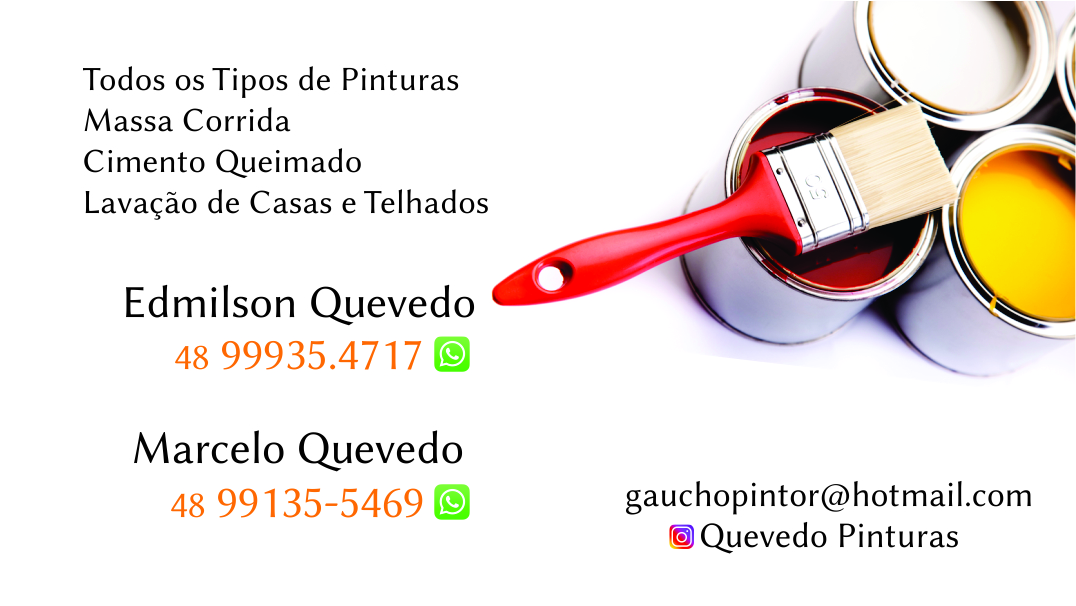 Todos os Tipos de Pinturas
Massa Corrida
Cimento Queimado
Lavação de Casas e Telhados
Edmilson Quevedo
48 99935.4717
Marcelo Quevedo
48 99135-5469
gauchopintor@hotmail.com
Quevedo Pinturas
50